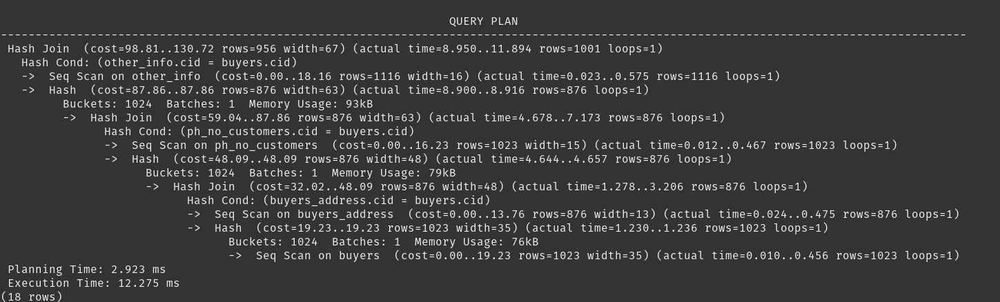 QUERY PLAN
--------------------------------------------------------------------------------------------------------------------------------------------
Hash Join  (cost=98.81..130.72 rows=956 width=67) (actual time=8.950..11.894 rows=1001 loops=1)
  Hash Cond: (other_info.cid = buyers.cid)
  ->  Seq Scan on other_info  (cost=0.00..18.16 rows=1116 width=16) (actual time=0.023..0.575 rows=1116 loops=1)
  ->  Hash  (cost=87.86..87.86 rows=876 width=63) (actual time=8.900..8.916 rows=876 loops=1)
        Buckets: 1024  Batches: 1  Memory Usage: 93kB
        ->  Hash Join  (cost=59.04..87.86 rows=876 width=63) (actual time=4.678..7.173 rows=876 loops=1)
              Hash Cond: (ph_no_customers.cid = buyers.cid)
              ->  Seq Scan on ph_no_customers  (cost=0.00..16.23 rows=1023 width=15) (actual time=0.012..0.467 rows=1023 loops=1)
              ->  Hash  (cost=48.09..48.09 rows=876 width=48) (actual time=4.644..4.657 rows=876 loops=1)
                    Buckets: 1024  Batches: 1  Memory Usage: 79kB
                    ->  Hash Join  (cost=32.02..48.09 rows=876 width=48) (actual time=1.278..3.206 rows=876 loops=1)
                          Hash Cond: (buyers_address.cid = buyers.cid)
                          ->  Seq Scan on buyers_address  (cost=0.00..13.76 rows=876 width=13) (actual time=0.024..0.475 rows=876 loops=1)
                          ->  Hash  (cost=19.23..19.23 rows=1023 width=35) (actual time=1.230..1.236 rows=1023 loops=1)
                                Buckets: 1024  Batches: 1  Memory Usage: 76kB
                                ->  Seq Scan on buyers  (cost=0.00..19.23 rows=1023 width=35) (actual time=0.010..0.456 rows=1023 loops=1)
Planning Time: 2.923 ms
Execution Time: 12.275 ms
(18 rows)